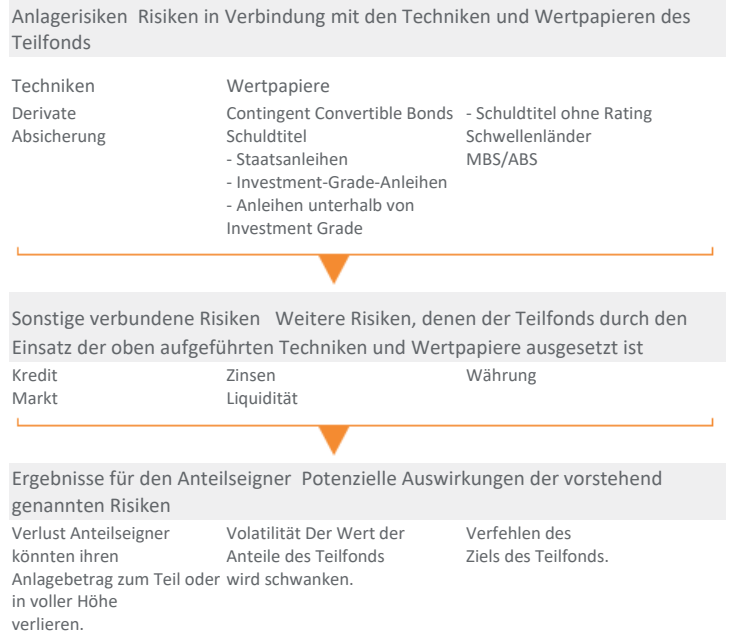 Anlagerisiken Risiken in Verbindung mit den Techniken und Wertpapieren des
Teilfonds
Techniken
Derivate
Absicherung
Wertpapiere
Contingent Convertible Bonds
Schuldtitel
- Staatsanleihen
- Investment-Grade-Anleihen
- Anleihen unterhalb von
Investment Grade
- Schuldtitel ohne Rating
Schwellenländer
MBS/ABS
Sonstige verbundene Risiken Weitere Risiken, denen der Teilfonds durch den
Einsatz der oben aufgeführten Techniken und Wertpapiere ausgesetzt ist
Kredit
Markt
Zinsen
Liquidität
Währung
Ergebnisse für den Anteilseigner Potenzielle Auswirkungen der vorstehend
genannten Risiken
Verlust Anteilseigner
könnten ihren
Anlagebetrag zum Teil oder
in voller Höhe
verlieren.
Volatilität Der Wert der
Anteile des Teilfonds
wird schwanken.
Verfehlen des
Ziels des Teilfonds.